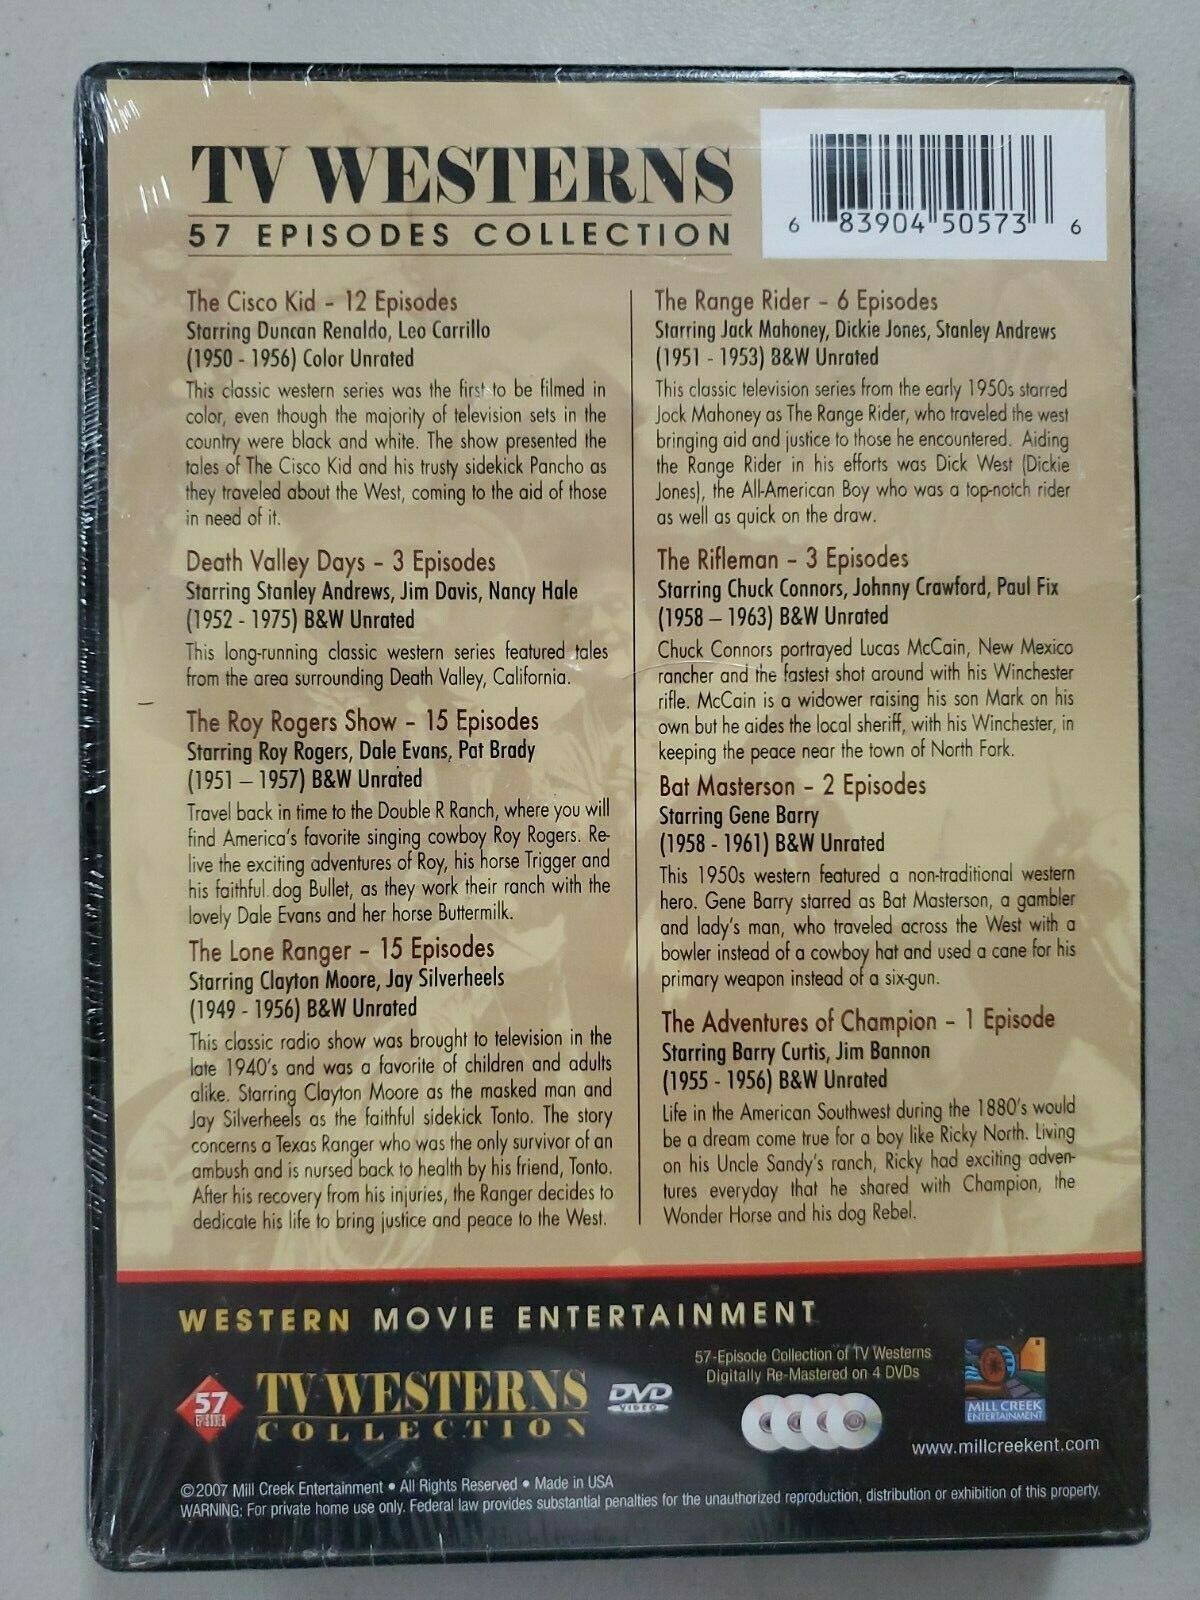 TV WESTERNS
57 EPISODES COLLECTION
6 83904 50573 6
The Cisco Kid – 12 Episodes
Starring Duncan Renaldo, Leo Carrillo
(1950 - 1956) Color Unrated
This classic western series was the first to be filmed in
color, even though the majority of television sets in the
country were black and white. The show presented the
tales of The Cisco Kid and his trusty sidekick Pancho as
they traveled about the West, coming to the aid of those
in need of it.
Death Valley Days – 3 Episodes
Starring Stanley Andrews, Jim Davis, Nancy Hale
(1952 - 1975) B&W Unrated
This long-running classic western series featured tales
from the area surrounding Death Valley, California.
The Roy Rogers Show – 15 Episodes
Starring Roy Rogers, Dale Evans, Pat Brady
(1951 – 1957) B&W Unrated
Travel back in time to the Double R Ranch, where you will
find America's favorite singing cowboy Roy Rogers. Re-
live the exciting adventures of Roy, his horse Trigger and
his faithful dog Bullet, as they work their ranch with the
lovely Dale Evans and her horse Buttermilk.
The Lone Ranger – 15 Episodes
Starring Clayton Moore, Jay Silverheels
(1949 - 1956) B&W Unrated
This classic radio show was brought to television in the
late 1940's and was a favorite of children and adults
alike. Starring Clayton Moore as the masked man and
Jay Silverheels as the faithful sidekick Tonto. The story
concerns a Texas Ranger who was the only survivor of an
ambush and is nursed back to health by his friend, Tonto.
After his recovery from his injuries, the Ranger decides to
dedicate his life to bring justice and peace to the West.
The Range Rider – 6 Episodes
Starring Jack Mahoney, Dickie Jones, Stanley Andrews
(1951 - 1953) B&W Unrated
This classic television series from the early 1950s starred
Jock Mahoney as The Range Rider, who traveled the west
bringing aid and justice to those he encountered. Aiding
the Range Rider in his efforts was Dick West (Dickie
Jones), the All-American Boy who was a top-notch rider
as well as quick on the draw.
The Rifleman – 3 Episodes
Starring Chuck Connors, Johnny Crawford, Paul Fix
(1958 – 1963) B&W Unrated
Chuck Connors portrayed Lucas McCain, New Mexico
rancher and the fastest shot around with his Winchester
rifle. McCain is a widower raising his son Mark on his
own but he aides the local sheriff, with his Winchester, in
keeping the peace near the town of North Fork.
Bat Masterson – 2 Episodes
Starring Gene Barry
(1958 - 1961) B&W Unrated
This 1950s western featured a non-traditional western
hero. Gene Barry starred as Bat Masterson, a gambler
and lady's man, who traveled across the West with a
bowler instead of a cowboy hat and used a cane for his
primary weapon instead of a six-gun.
The Adventures of Champion – 1 Episode
Starring Barry Curtis, Jim Bannon
(1955 - 1956) B&W Unrated
Life in the American Southwest during the 1880's would
be a dream come true for a boy like Ricky North. Living
on his Uncle Sandy's ranch, Ricky had exciting adven-
tures everyday that he shared with Champion, the
Wonder Horse and his dog Rebel.
WESTERN MOVIE ENTERTAINMENT
57
EPISODES
TV WESTERNS
COLLECTION
DVD
VIDEO
57-Episode Collection of TV Westerns
Digitally Re-Mastered on 4 DVDs
MILL CREEK
ENTERTAINMENT
www.millcreekent.com
©2007 Mill Creek Entertainment • All Rights Reserved • Made in USA
WARNING: For private home use only. Federal law provides substantial penalties for the unauthorized reproduction, distribution or exhibition of this property.